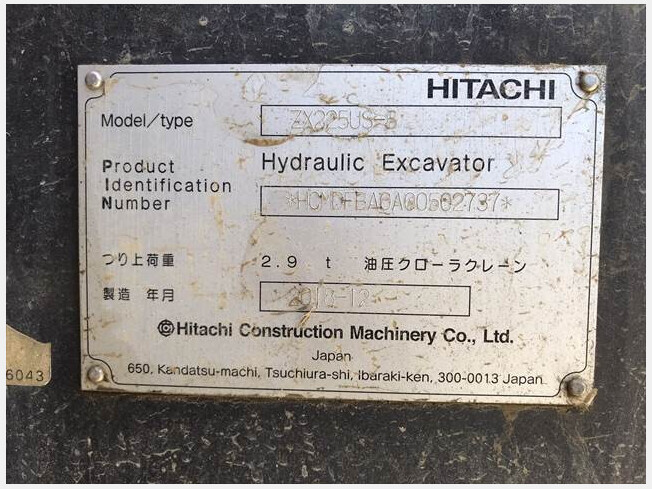 HITACHI
Model/type ZX225US-3
Product Identification Number
Hydraulic Excavator
つり上荷重 2.9 t 油圧クローラクレーン
製造 年月
©Hitachi Construction Machinery Co., Ltd.
Japan
650, Kandatsu-machi, Tsuchiura-shi, Ibaraki-ken, 300-0013 Japan
6043